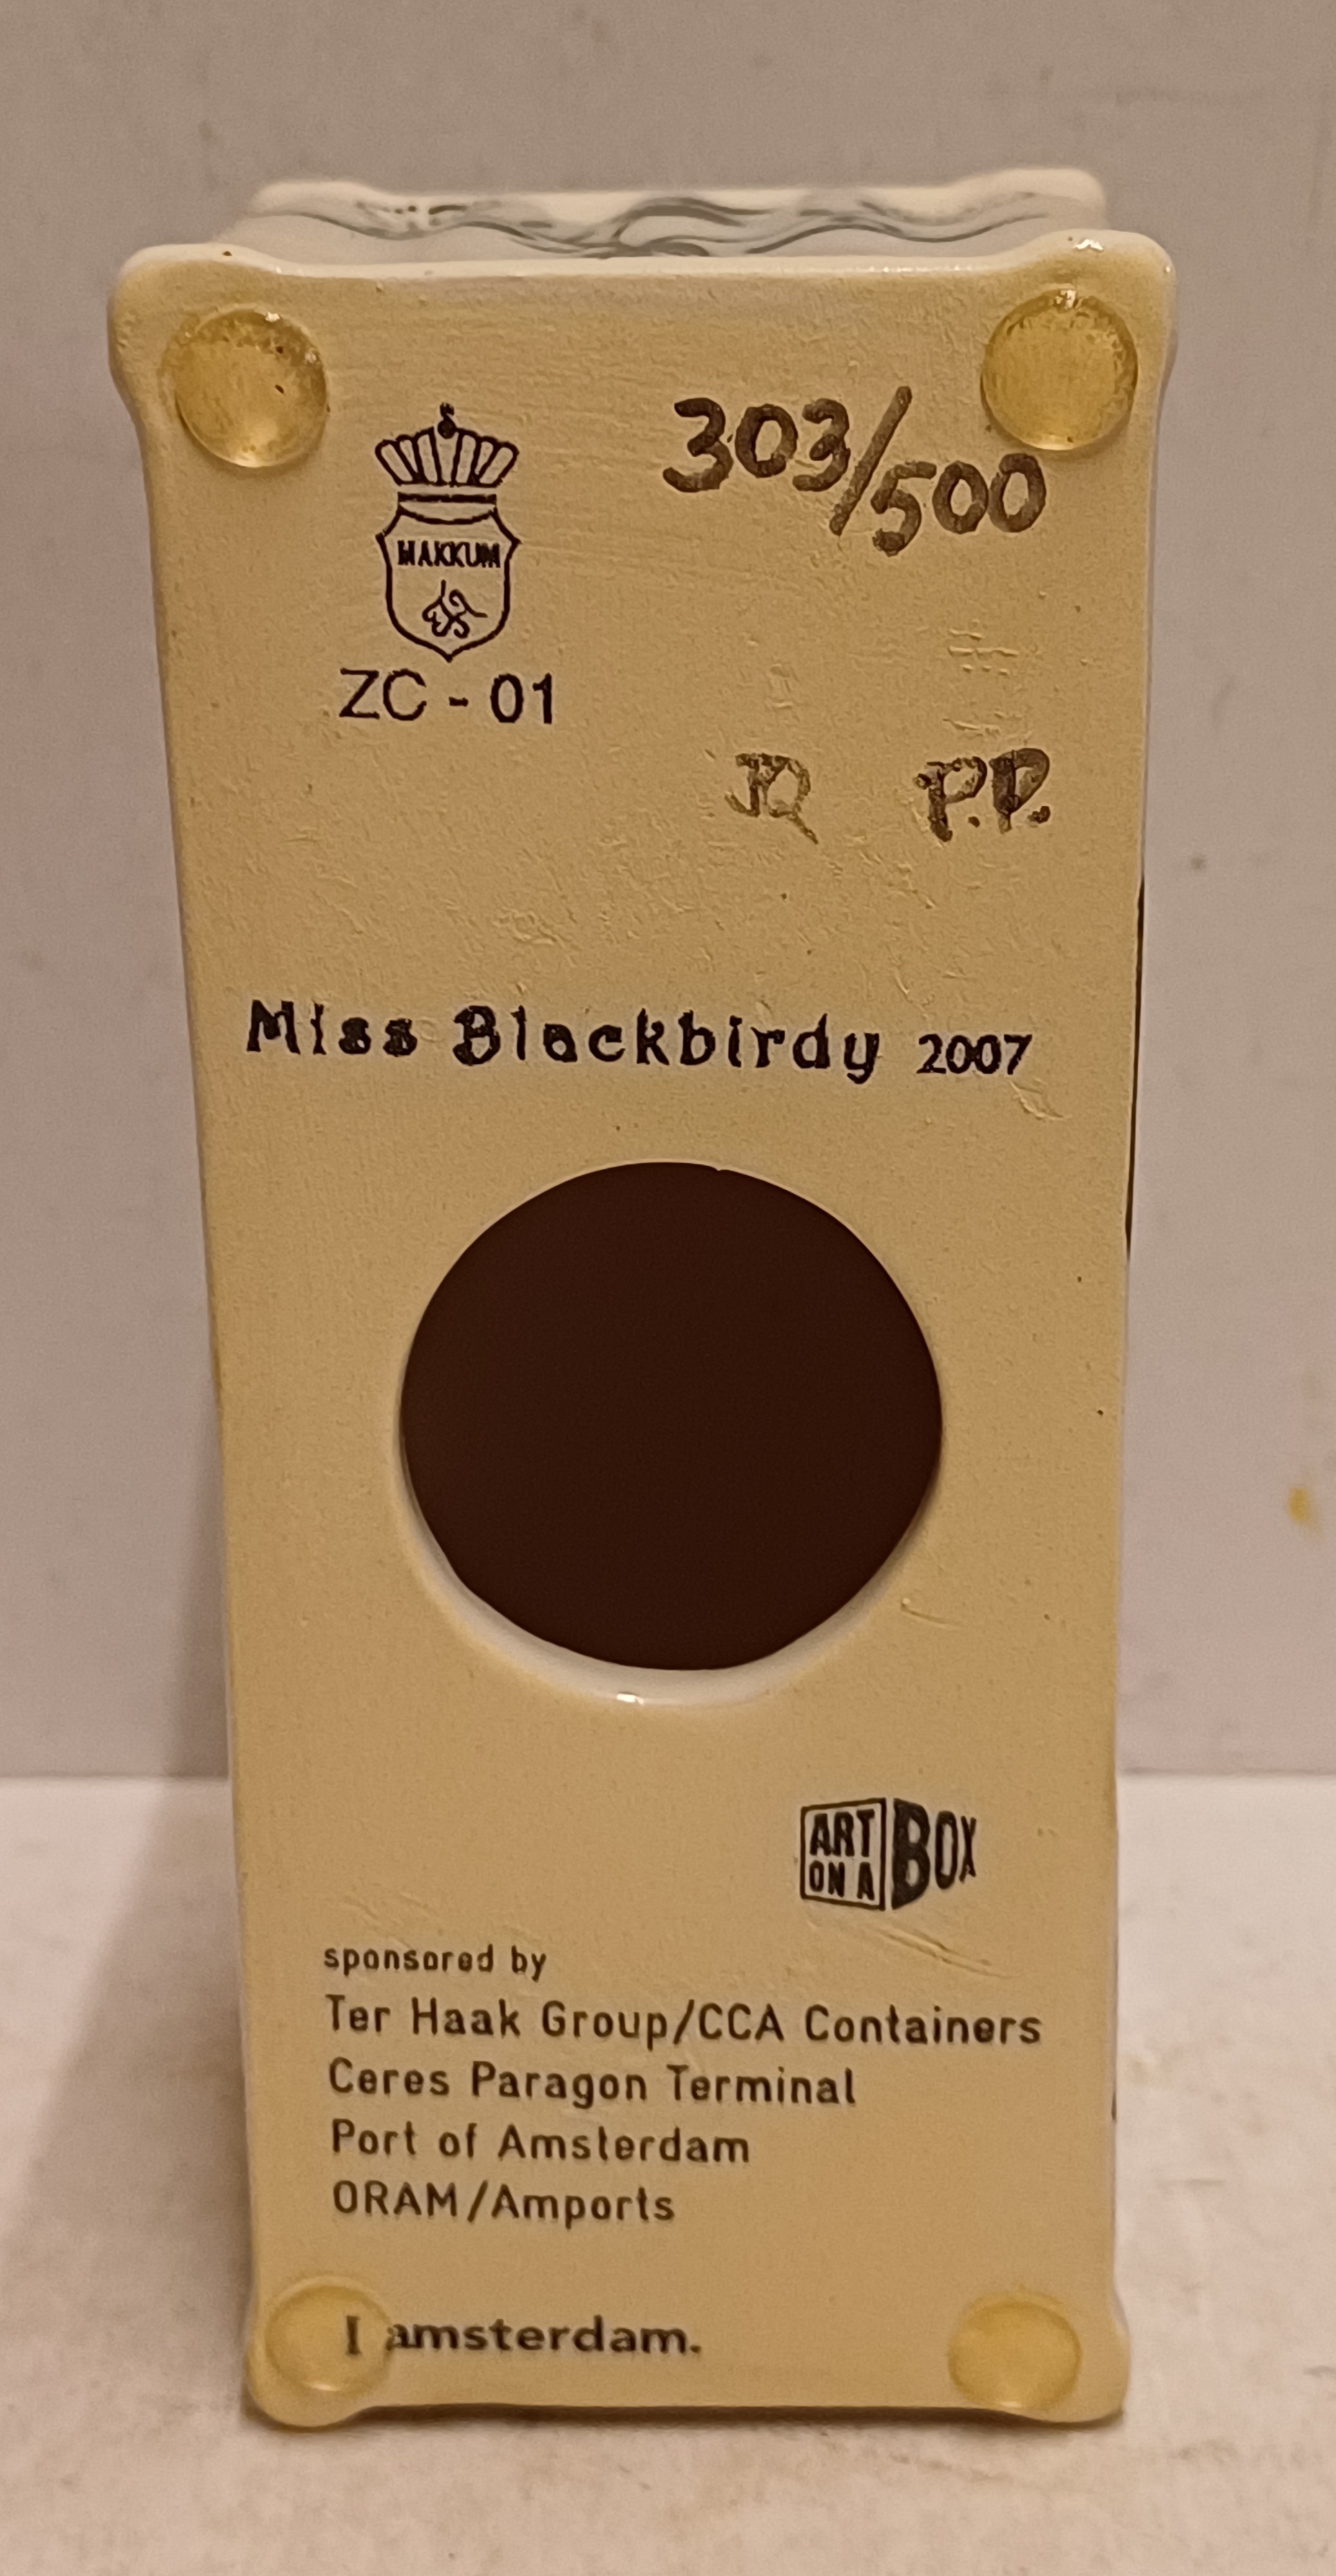 303/500
MAKKUM
ZC - 01
JQ P.P.
Miss Blackbirdy 2007
ART
ON A
BOX
sponsored by
Ter Haak Group/CCA Containers
Ceres Paragon Terminal
Port of Amsterdam
ORAM/Amports
I amsterdam.